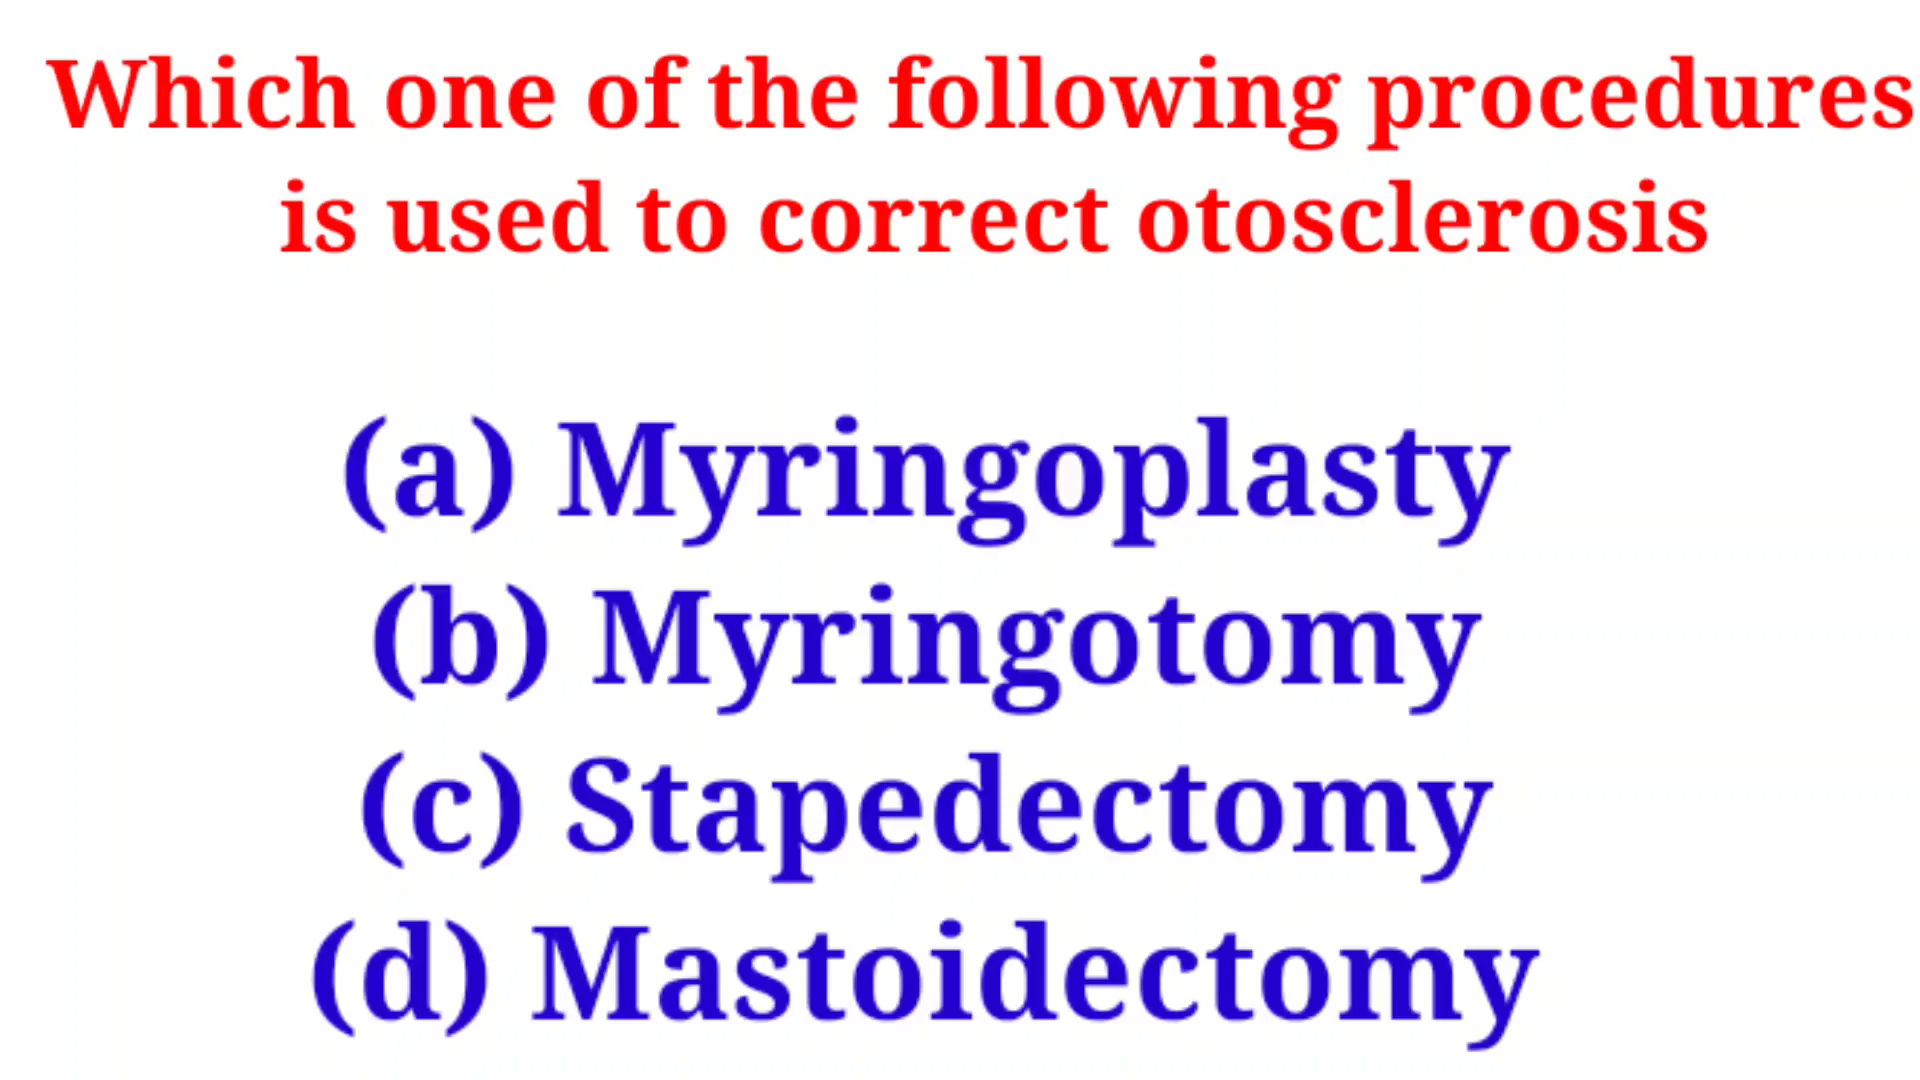 Which one of the following procedures
is used to correct otosclerosis
(a) Myringoplasty
(b) Myringotomy
(c) Stapedectomy
(d) Mastoidectomy